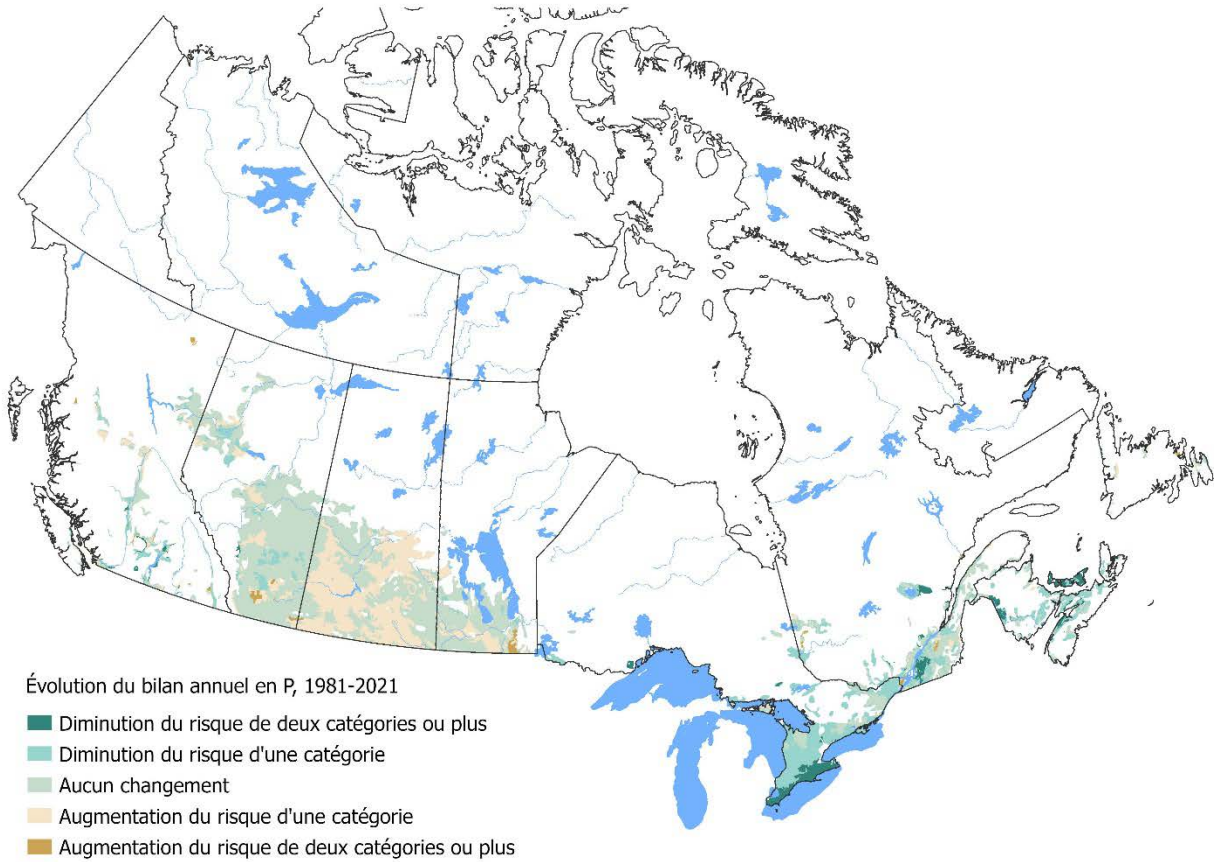 Évolution du bilan annuel en P, 1981-2021
Diminution du risque de deux catégories ou plus
Diminution du risque d'une catégorie
Aucun changement
Augmentation du risque d'une catégorie
Augmentation du risque de deux catégories ou plus